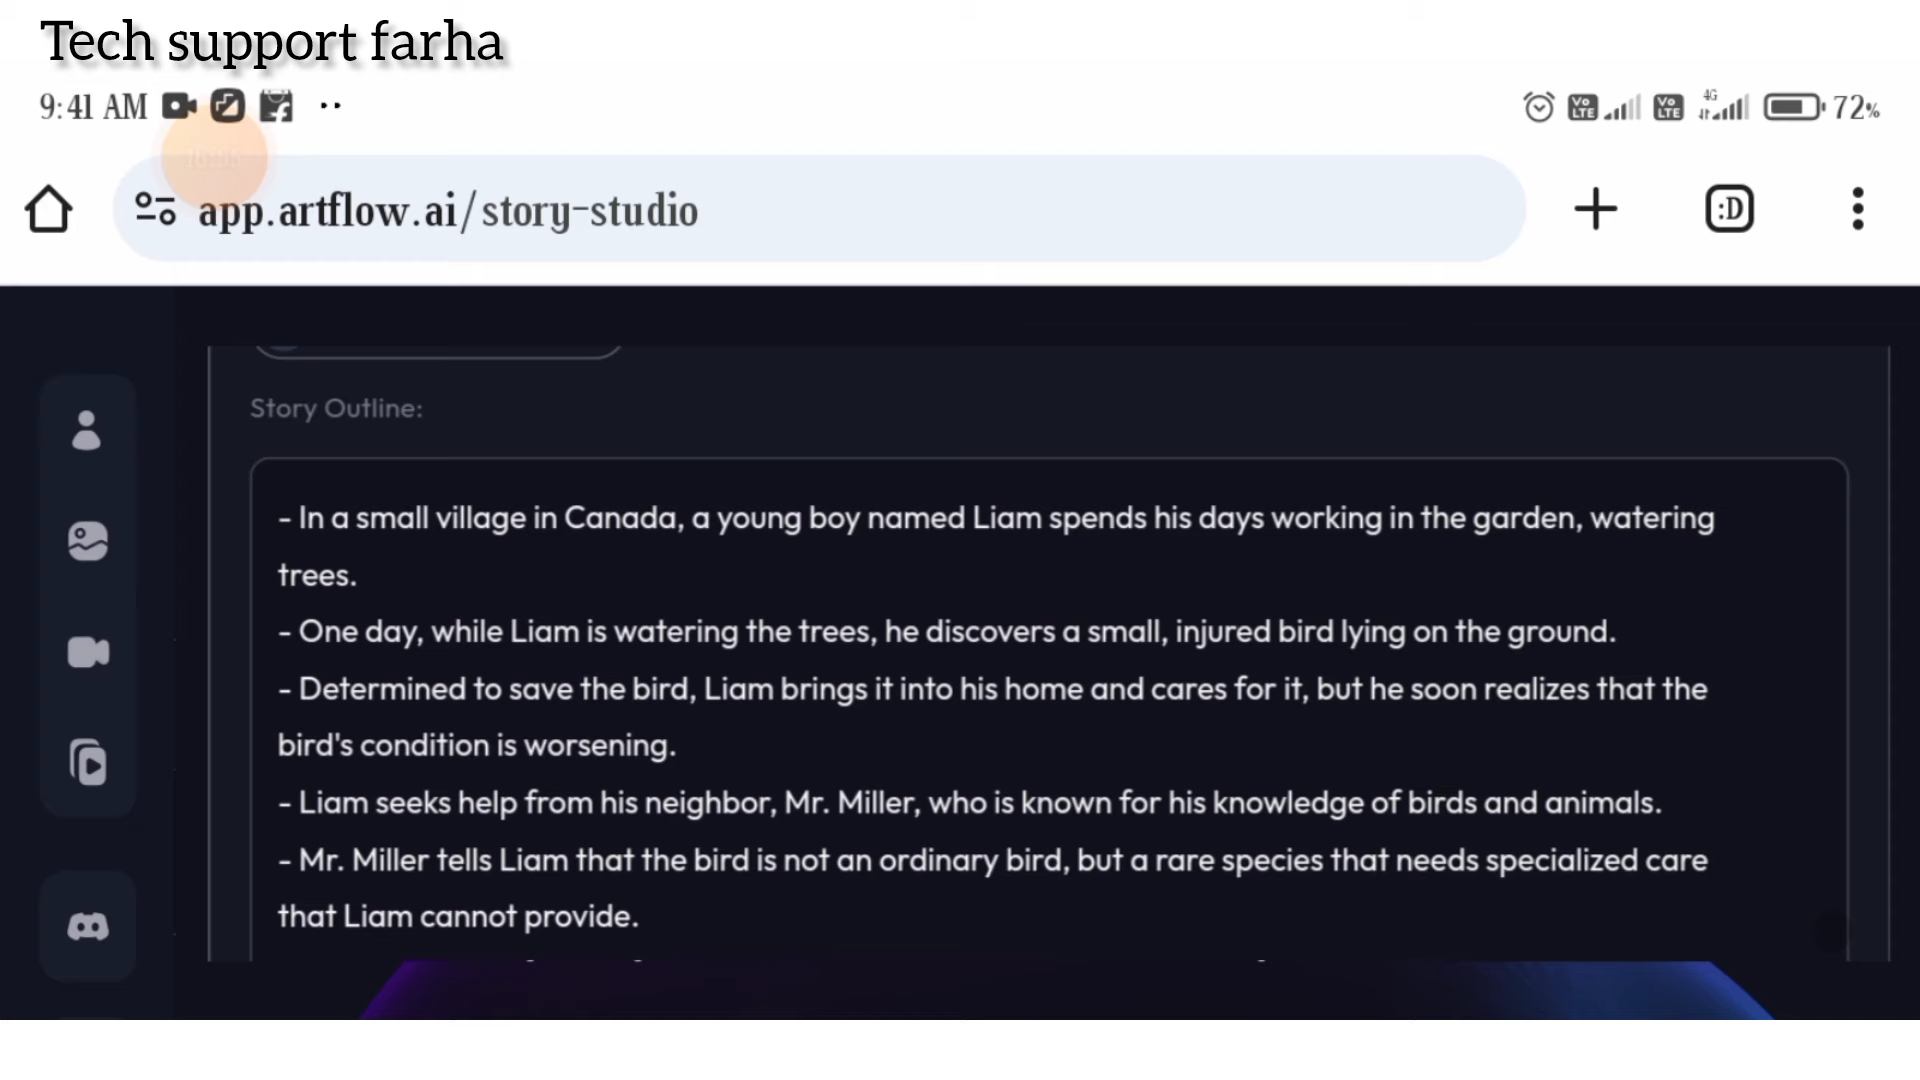 Tech support farha
9:41 AM
Vo LTE Vo LTE 4G 72%
app.artflow.ai/story-studio
:D
Story Outline:
- In a small village in Canada, a young boy named Liam spends his days working in the garden, watering
trees.
- One day, while Liam is watering the trees, he discovers a small, injured bird lying on the ground.
- Determined to save the bird, Liam brings it into his home and cares for it, but he soon realizes that the
bird's condition is worsening.
- Liam seeks help from his neighbor, Mr. Miller, who is known for his knowledge of birds and animals.
- Mr. Miller tells Liam that the bird is not an ordinary bird, but a rare species that needs specialized care
that Liam cannot provide.